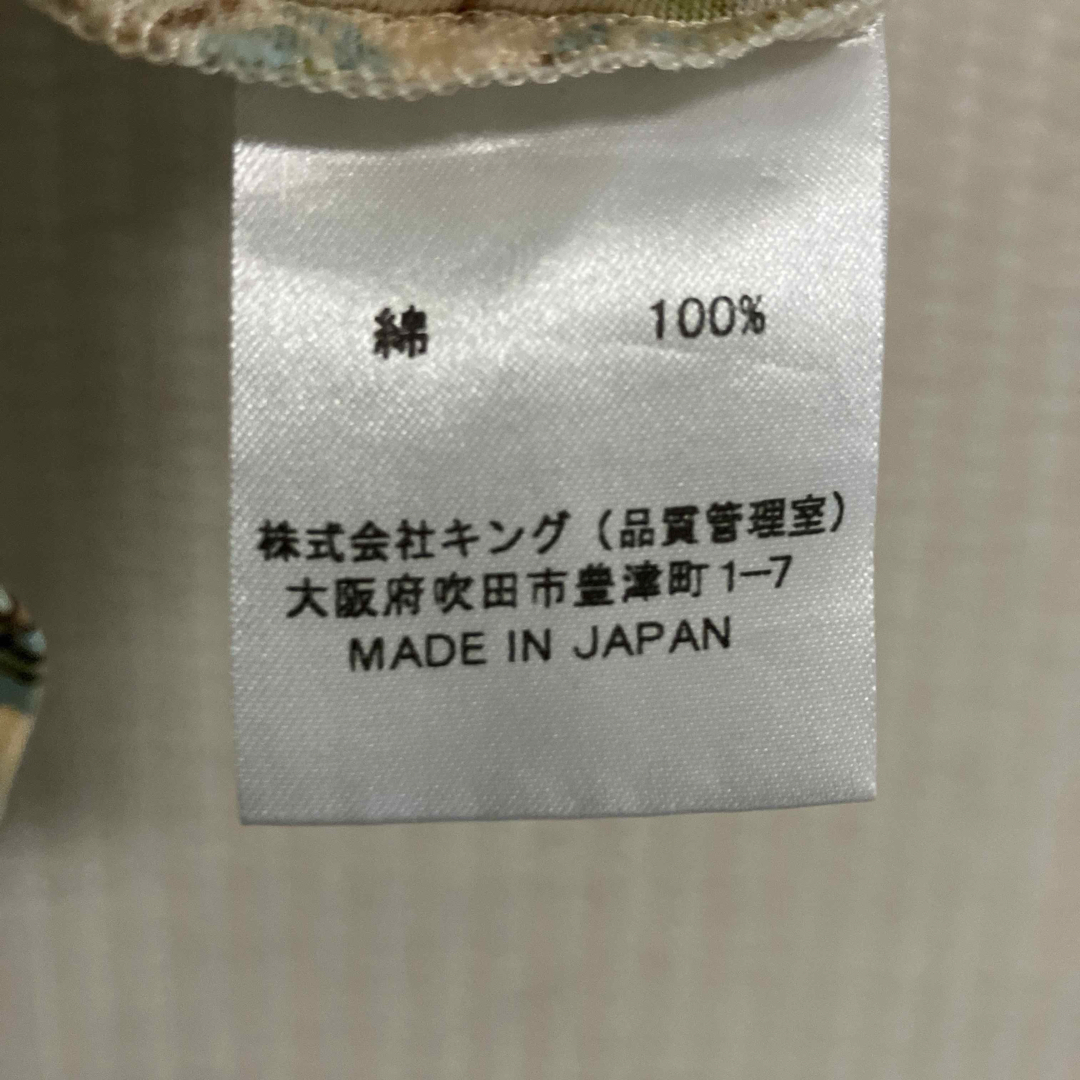 綿 100%
株式会社キング（品質管理室）
大阪府吹田市豊津町1-7
MADE IN JAPAN